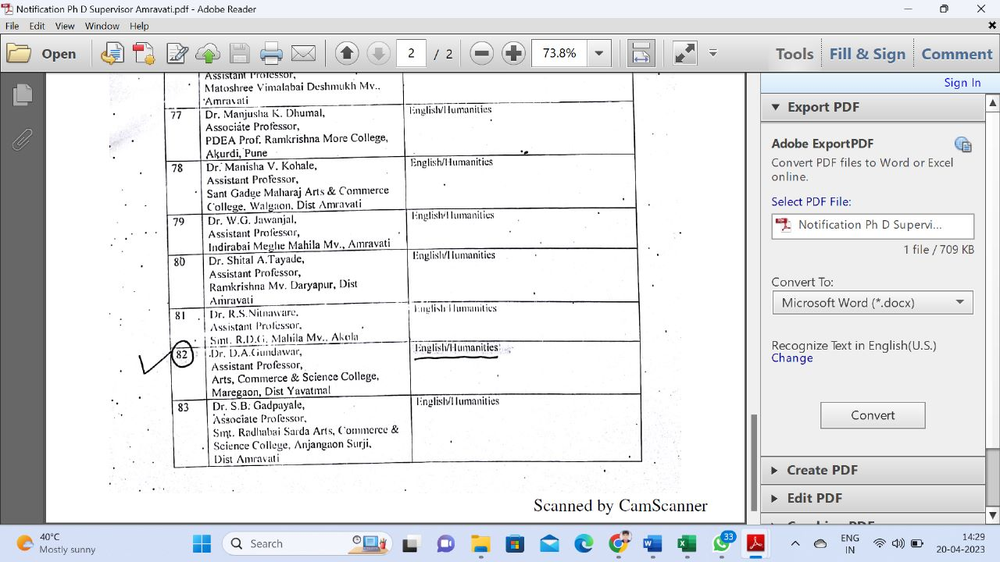 Notification Ph D Supervisor Amravati.pdf - Adobe Reader
File Edit View Window Help
Open 2 / 2 73.8% Tools Fill & Sign Comment
Sign In
Assistant Professor,
Matoshree Vimalabai Deshmukh Mv.,
Amravati
77 Dr. Manjusha K. Dhumal, English/Humanities
Associate Professor,
PDEA Prof. Ramkrishna More College,
Akurdi, Pune
78 Dr. Manisha V. Kohale, English/Humanities
Assistant Professor,
Sant Gadge Maharaj Arts & Commerce
College, Walgaon, Dist Amravati
79 Dr. W.G. Jawanjal, English/Humanities
Assistant Professor,
Indirabai Meghe Mahila Mv., Amravati
80 Dr. Shital A.Tayade, English/Humanities
Assistant Professor,
Ramkrishna Mv. Daryapur, Dist
Amravati
81 Dr. R.S.Nitnaware, English/Humanities
Assistant Professor,
Smt. R.D.G. Mahila Mv., Akola
82 Dr. D.A.Gundawar, English/Humanities
Assistant Professor,
Arts, Commerce & Science College,
Maregaon, Dist Yavatmal
83 Dr. S.B. Gadpayale, English/Humanities
Associate Professor,
Smt. Radhabai Sarda Arts, Commerce &
Science College, Anjangaon Surji,
Dist Amravati
Scanned by CamScanner
Export PDF
Adobe ExportPDF
Convert PDF files to Word or Excel
online.
Select PDF File:
Notification Ph D Supervi...
1 file / 709 KB
Convert To:
Microsoft Word (*.docx)
Recognize Text in English(U.S.)
Change
Convert
Create PDF
Edit PDF
40°C
Mostly sunny
Search
33
ENG
IN
14:29
20-04-2023